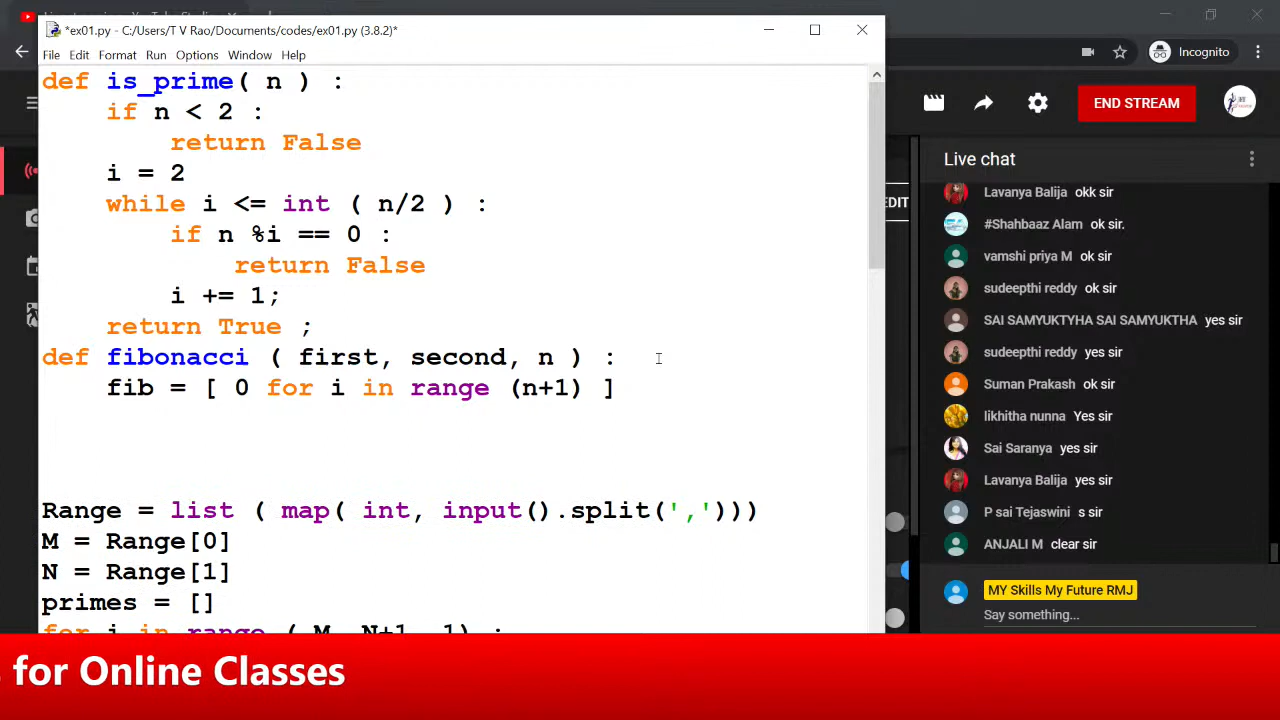 *ex01.py - C:/Users/T V Rao/Documents/codes/ex01.py (3.8.2)*
File Edit Format Run Options Window Help
def is_prime( n ) :
if n < 2 :
return False
i = 2
while i <= int ( n/2 ) :
if n %i == 0 :
return False
i += 1;
return True ;
def fibonacci ( first, second, n ) :
fib = [ 0 for i in range (n+1) ]
Range = list ( map( int, input().split(',')))
M = Range[0]
N = Range[1]
primes = []
for i in range ( M, N+1, 1) :
Incognito
END STREAM
EDIT
Live chat
Lavanya Balija okk sir
#Shahbaaz Alam ok sir.
vamshi priya M ok sir
sudeepthi reddy ok sir
SAI SAMYUKTYHA SAI SAMYUKTHA yes sir
sudeepthi reddy yes sir
Suman Prakash ok sir
likhitha nunna Yes sir
Sai Saranya yes sir
Lavanya Balija yes sir
P sai Tejaswini s sir
ANJALI M clear sir
MY Skills My Future RMJ
Say something...
for Online Classes